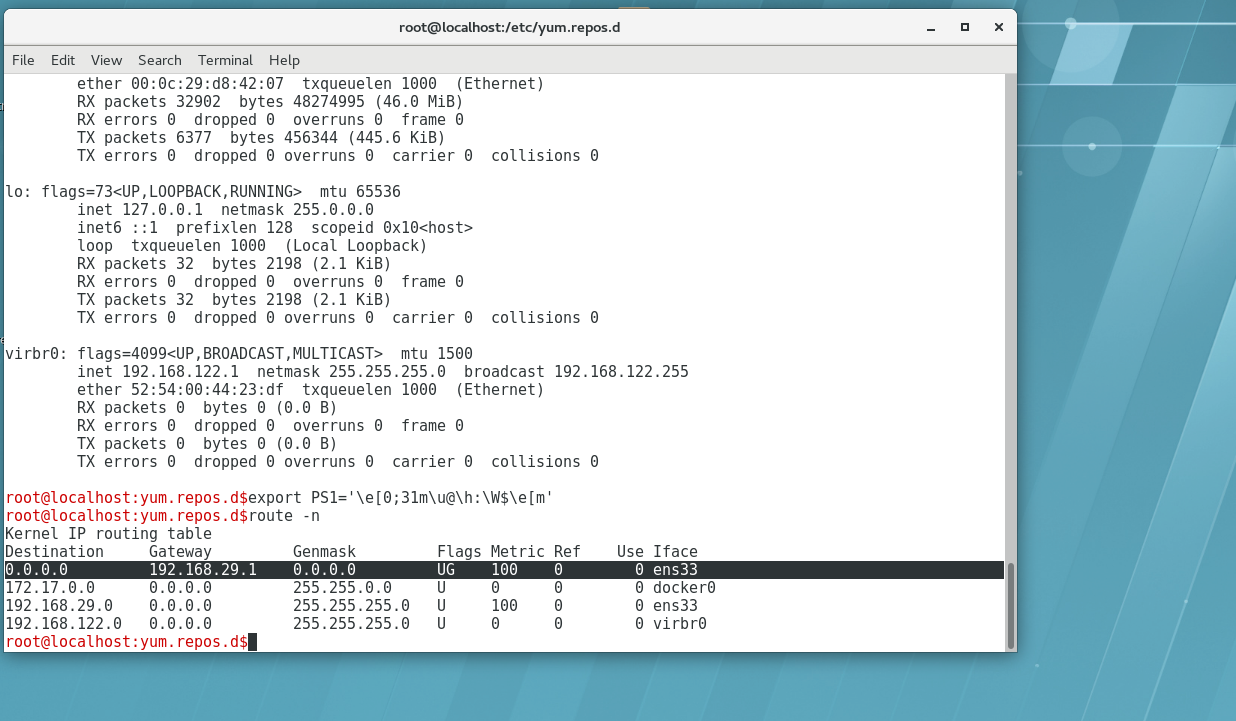 root@localhost:/etc/yum.repos.d
File Edit View Search Terminal Help
        ether 00:0c:29:d8:42:07  txqueuelen 1000  (Ethernet)
        RX packets 32902  bytes 48274995 (46.0 MiB)
        RX errors 0  dropped 0  overruns 0  frame 0
        TX packets 6377  bytes 456344 (445.6 KiB)
        TX errors 0  dropped 0 overruns 0  carrier 0  collisions 0

lo: flags=73<UP,LOOPBACK,RUNNING>  mtu 65536
        inet 127.0.0.1  netmask 255.0.0.0
        inet6 ::1  prefixlen 128  scopeid 0x10<host>
        loop  txqueuelen 1000  (Local Loopback)
        RX packets 32  bytes 2198 (2.1 KiB)
        RX errors 0  dropped 0  overruns 0  frame 0
        TX packets 32  bytes 2198 (2.1 KiB)
        TX errors 0  dropped 0 overruns 0  carrier 0  collisions 0

virbr0: flags=4099<UP,BROADCAST,MULTICAST>  mtu 1500
        inet 192.168.122.1  netmask 255.255.255.0  broadcast 192.168.122.255
        ether 52:54:00:44:23:df  txqueuelen 1000  (Ethernet)
        RX packets 0  bytes 0 (0.0 B)
        RX errors 0  dropped 0  overruns 0  frame 0
        TX packets 0  bytes 0 (0.0 B)
        TX errors 0  dropped 0 overruns 0  carrier 0  collisions 0

root@localhost:yum.repos.d$export PS1='\e[0;31m\u@\h:\W$\e[m'
root@localhost:yum.repos.d$route -n
Kernel IP routing table
Destination     Gateway         Genmask         Flags Metric Ref    Use Iface
0.0.0.0         192.168.29.1    0.0.0.0         UG    100    0        0 ens33
172.17.0.0      0.0.0.0         255.255.0.0     U     0      0        0 docker0
192.168.29.0    0.0.0.0         255.255.255.0   U     100    0        0 ens33
192.168.122.0   0.0.0.0         255.255.255.0   U     0      0        0 virbr0
root@localhost:yum.repos.d$